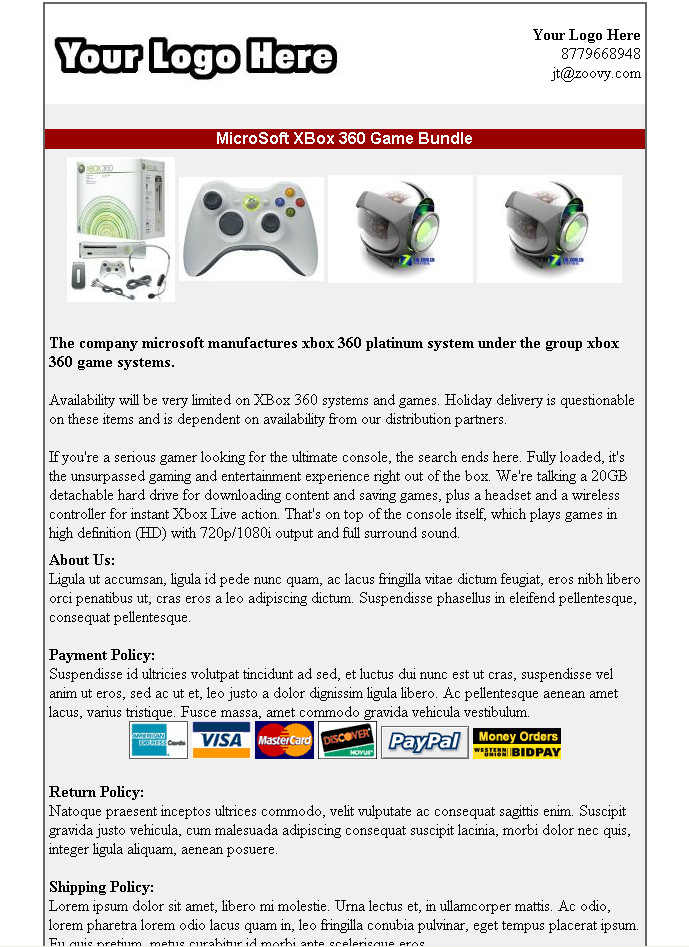 Your Logo Here
Your Logo Here
8779668948
jt@zoovy.com
MicroSoft XBox 360 Game Bundle
XBOX360
The company microsoft manufactures xbox 360 platinum system under the group xbox
360 game systems.
Availability will be very limited on XBox 360 systems and games. Holiday delivery is questionable
on these items and is dependent on availability from our distribution partners.
If you're a serious gamer looking for the ultimate console, the search ends here. Fully loaded, it's
the unsurpassed gaming and entertainment experience right out of the box. We're talking a 20GB
detachable hard drive for downloading content and saving games, plus a headset and a wireless
controller for instant Xbox Live action. That's on top of the console itself, which plays games in
high definition (HD) with 720p/1080i output and full surround sound.
About Us:
Ligula ut accumsan, ligula id pede nunc quam, ac lacus fringilla vitae dictum feugiat, eros nibh libero
orci penatibus ut, cras eros a leo adipiscing dictum. Suspendisse phasellus in eleifend pellentesque,
consequat pellentesque.
Payment Policy:
Suspendisse id ultricies volutpat tincidunt ad sed, et luctus dui nunc est ut cras, suspendisse vel
anim ut eros, sed ac ut et, leo justo a dolor dignissim ligula libero. Ac pellentesque aenean amet
lacus, varius tristique. Fusce massa, amet commodo gravida vehicula vestibulum.
AMERICAN EXPRESS Cards VISA MasterCard DISCOVER NOVUS PayPal Money Orders
WESTERN UNION BIDPAY
Return Policy:
Natoque praesent inceptos ultrices commodo, velit vulputate ac consequat sagittis enim. Suscipit
gravida justo vehicula, cum malesuada adipiscing consequat suscipit lacinia, morbi dolor nec quis,
integer ligula aliquam, aenean posuere.
Shipping Policy:
Lorem ipsum dolor sit amet, libero mi molestie. Urna lectus et, in ullamcorper mattis. Ac odio,
lorem pharetra lorem odio lacus quam in, leo fringilla conubia pulvinar, eget tempus placerat ipsum.
Eu quis pretium, metus curabitur id morbi ante scelerisque eros